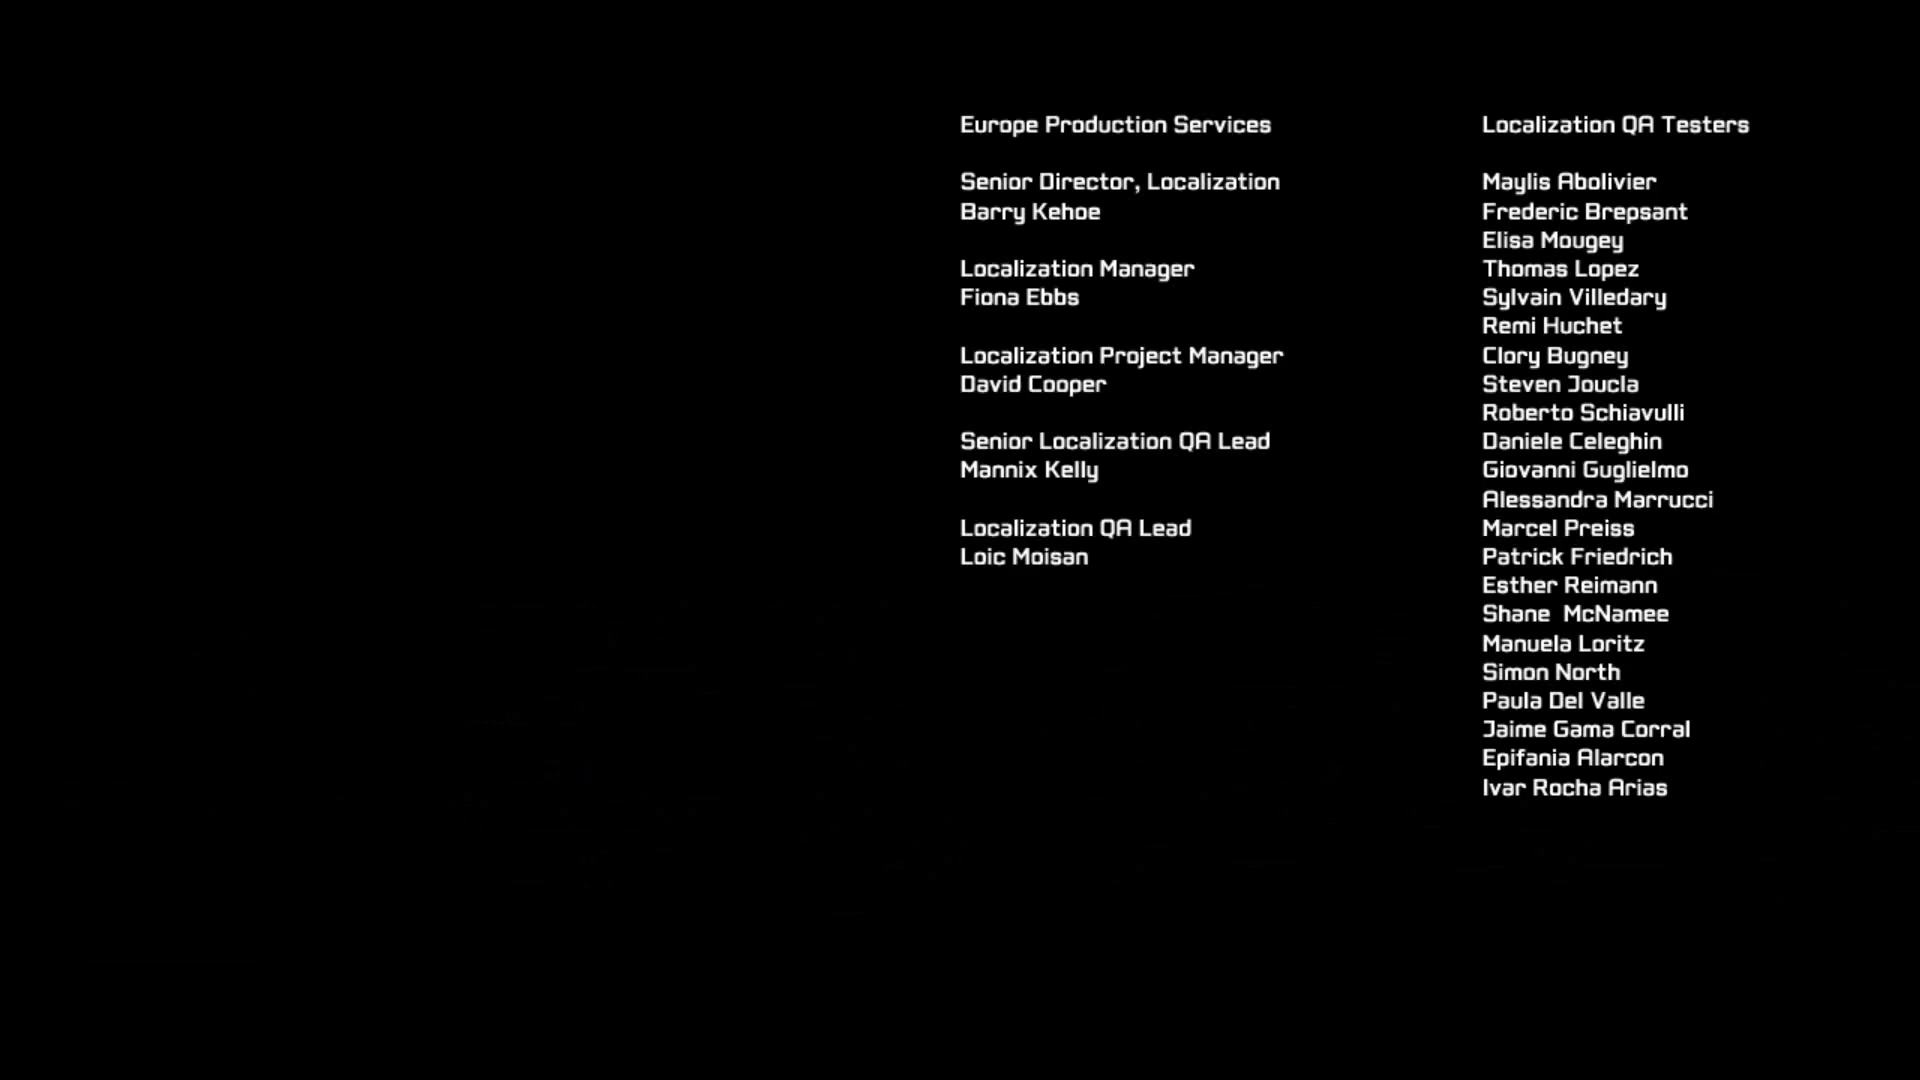 Europe Production Services
Senior Director, Localization
Barry Kehoe
Localization Manager
Fiona Ebbs
Localization Project Manager
David Cooper
Senior Localization QA Lead
Mannix Kelly
Localization QA Lead
Loic Moisan
Localization QA Testers
Maylis Abolivier
Frederic Brepsant
Elisa Mougey
Thomas Lopez
Sylvain Villedary
Remi Huchet
Clory Bugney
Steven Joucla
Roberto Schiavulli
Daniele Celeghin
Giovanni Guglielmo
Alessandra Marrucci
Marcel Preiss
Patrick Friedrich
Esther Reimann
Shane  McNamee
Manuela Loritz
Simon North
Paula Del Valle
Jaime Gama Corral
Epifania Alarcon
Ivar Rocha Arias